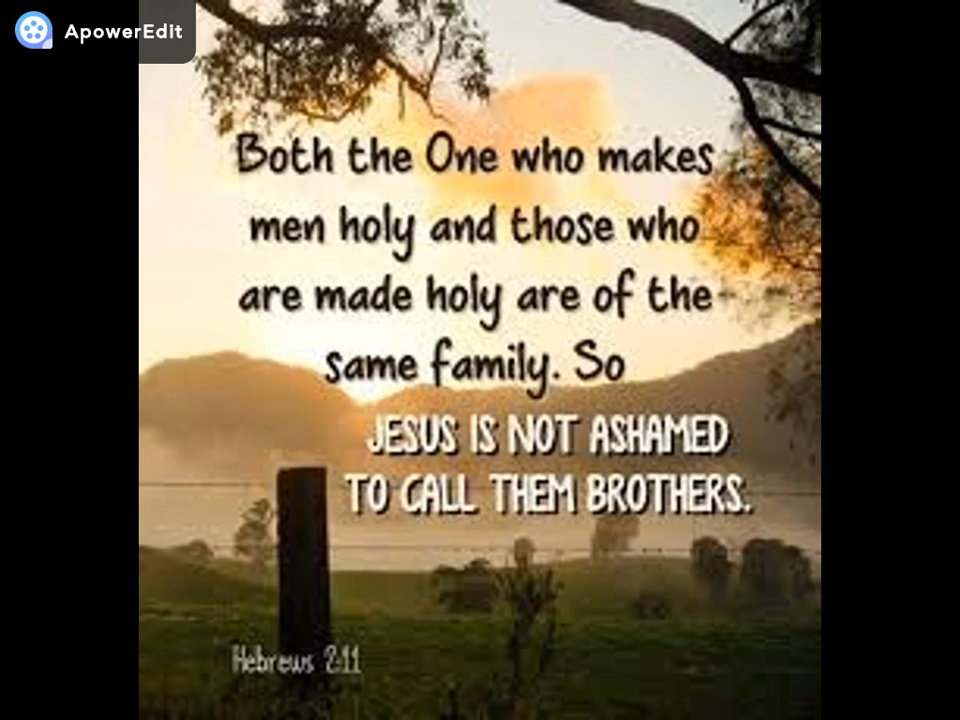 ApowerEdit
Both the One who makes
men holy and those who
are made holy are of the
same family. So
JESUS IS NOT ASHAMED
TO CALL THEM BROTHERS.
Hebrews 2:11